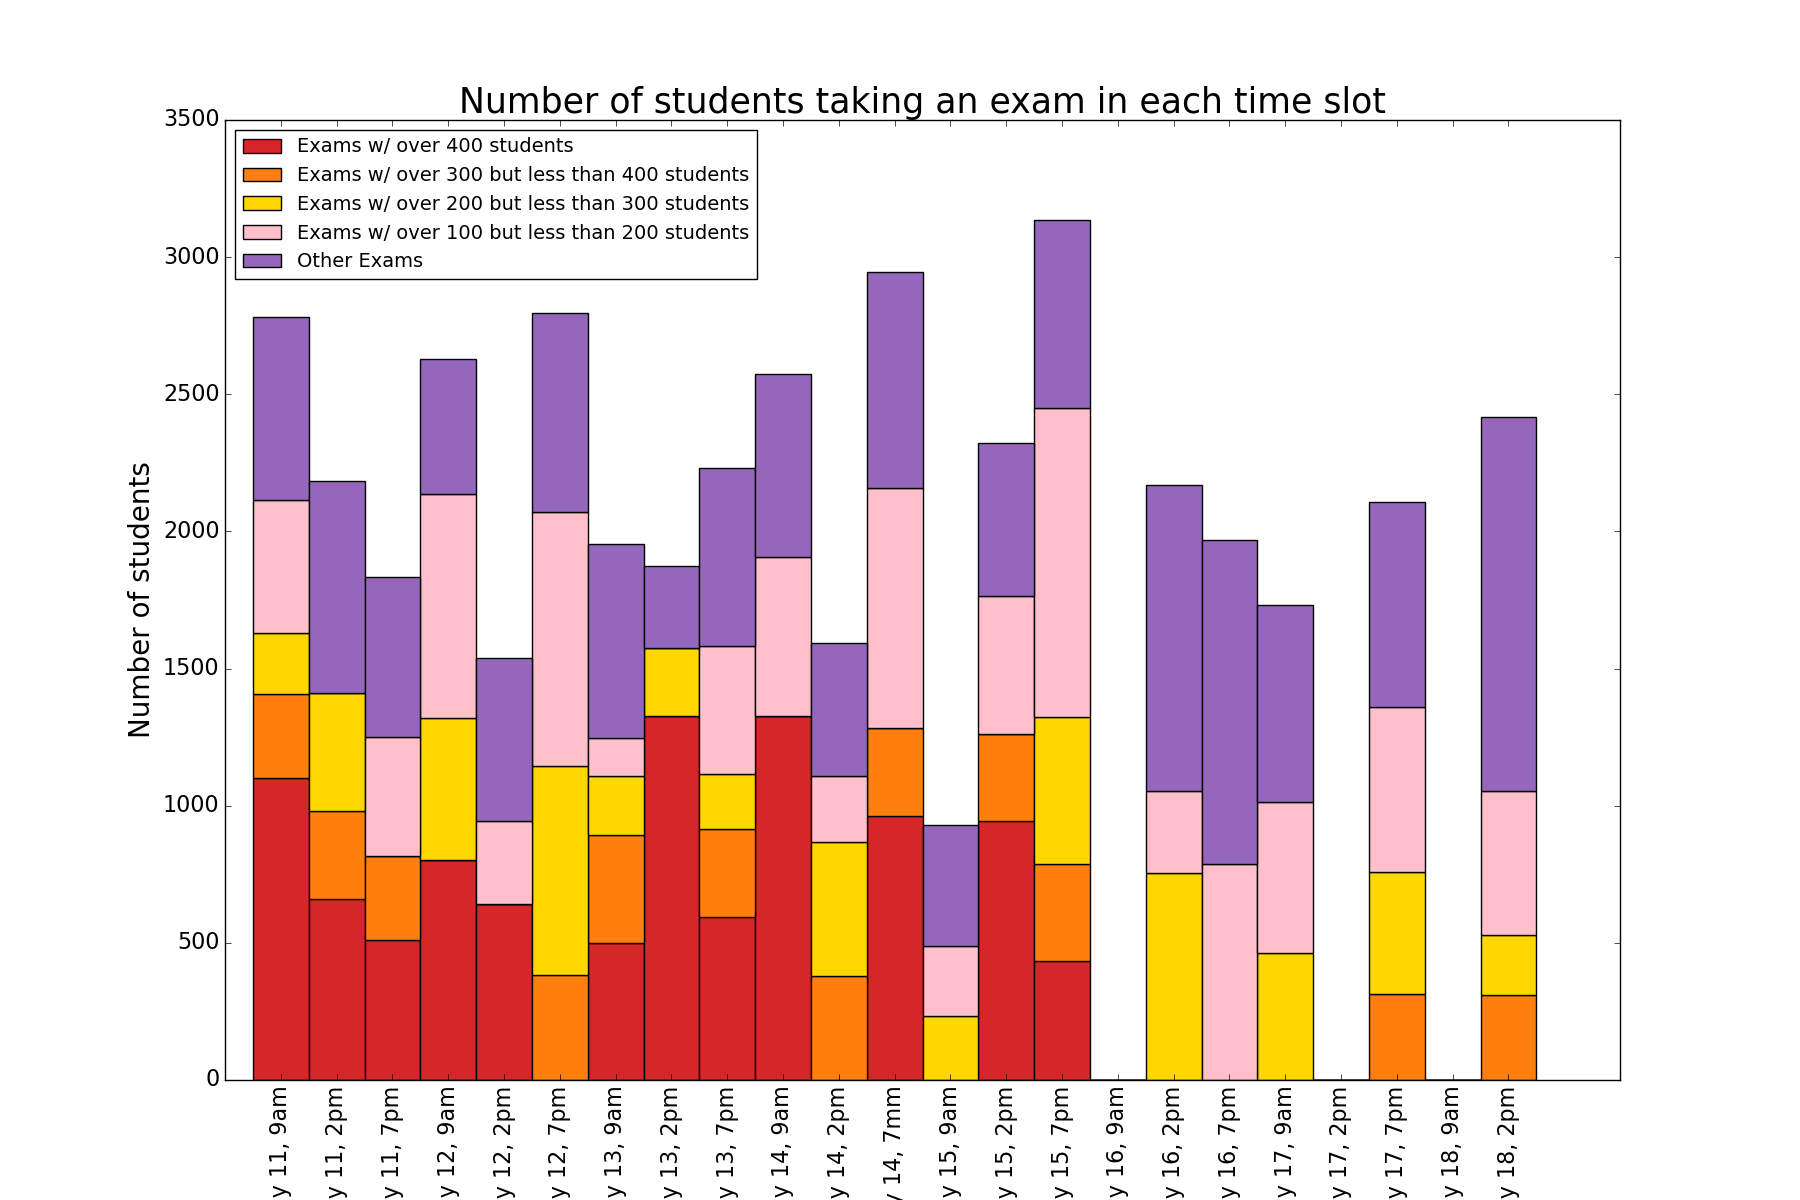 Number of students taking an exam in each time slot
Exams w/ over 400 students
Exams w/ over 300 but less than 400 students
Exams w/ over 200 but less than 300 students
Exams w/ over 100 but less than 200 students
Other Exams
Number of students
3500
3000
2500
2000
1500
1000
500
0
y 11, 9am
y 11, 2pm
y 11, 7pm
y 12, 9am
y 12, 2pm
y 12, 7pm
y 13, 9am
y 13, 2pm
y 13, 7pm
y 14, 9am
y 14, 2pm
y 14, 7mm
y 15, 9am
y 15, 2pm
y 15, 7pm
y 16, 9am
y 16, 2pm
y 16, 7pm
y 17, 9am
y 17, 2pm
y 17, 7pm
y 18, 9am
y 18, 2pm